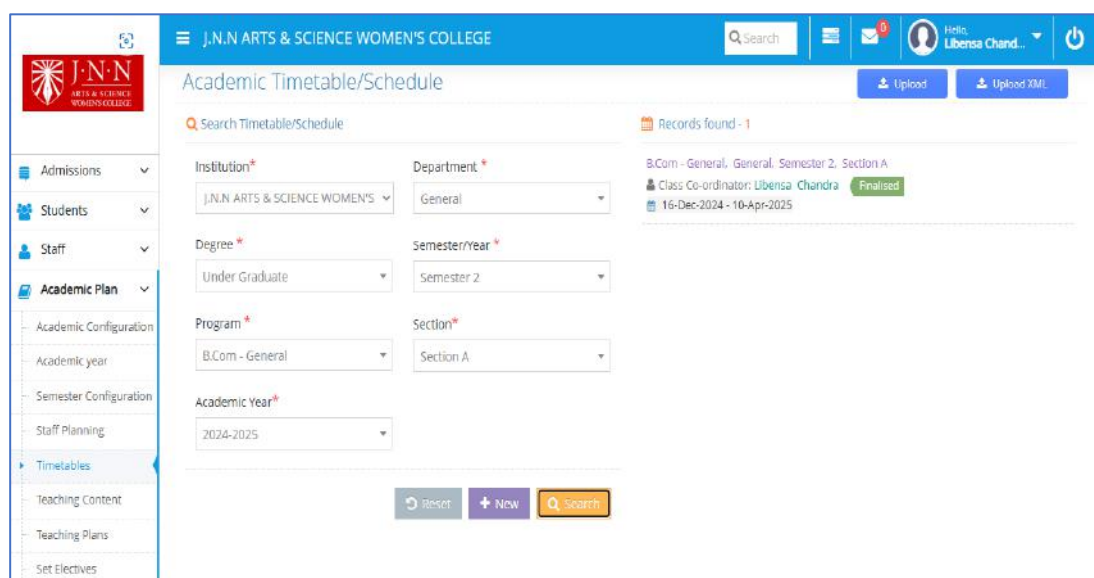 J.N.N ARTS & SCIENCE WOMEN'S COLLEGE
Search
0
Hello,
Libensa Chand...
J·N·N
ARTS & SCIENCE
WOMEN'S COLLEGE
Academic Timetable/Schedule
Upload
Upload XML
Search Timetable/Schedule
Records found - 1
Admissions
Students
Staff
Academic Plan
Academic Configuration
Academic year
Semester Configuration
Staff Planning
Timetables
Teaching Content
Teaching Plans
Set Electives
Institution*
J.N.N ARTS & SCIENCE WOMEN'S
Department *
General
Degree *
Under Graduate
Semester/Year *
Semester 2
Program *
B.Com - General
Section*
Section A
Academic Year*
2024-2025
Reset
New
Search
B.Com - General, General, Semester 2, Section A
Class Co-ordinator: Libensa Chandra
Finalised
16-Dec-2024 - 10-Apr-2025